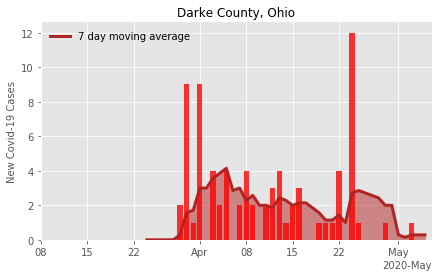 Darke County, Ohio
7 day moving average
New Covid-19 Cases
12
10
8
6
4
2
0
08 15 22 Apr 08 15 22 May
2020-May